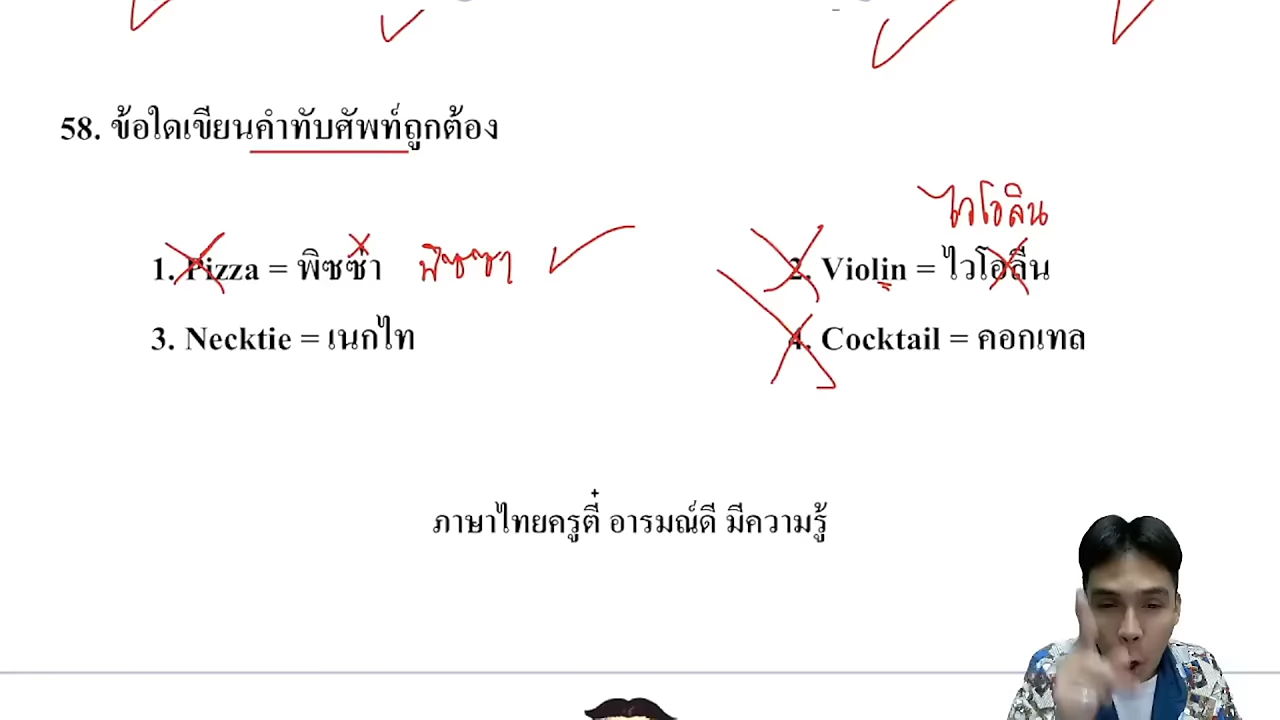 58. ข้อใดเขียนคำทับศัพท์ถูกต้อง
ไวโอลิน
1. Pizza = พิซซ่า พิซซา
2. Violin = ไวโอลีน
3. Necktie = เนกไท
4. Cocktail = คอกเทล
ภาษาไทยครูตี๋ อารมณ์ดี มีความรู้